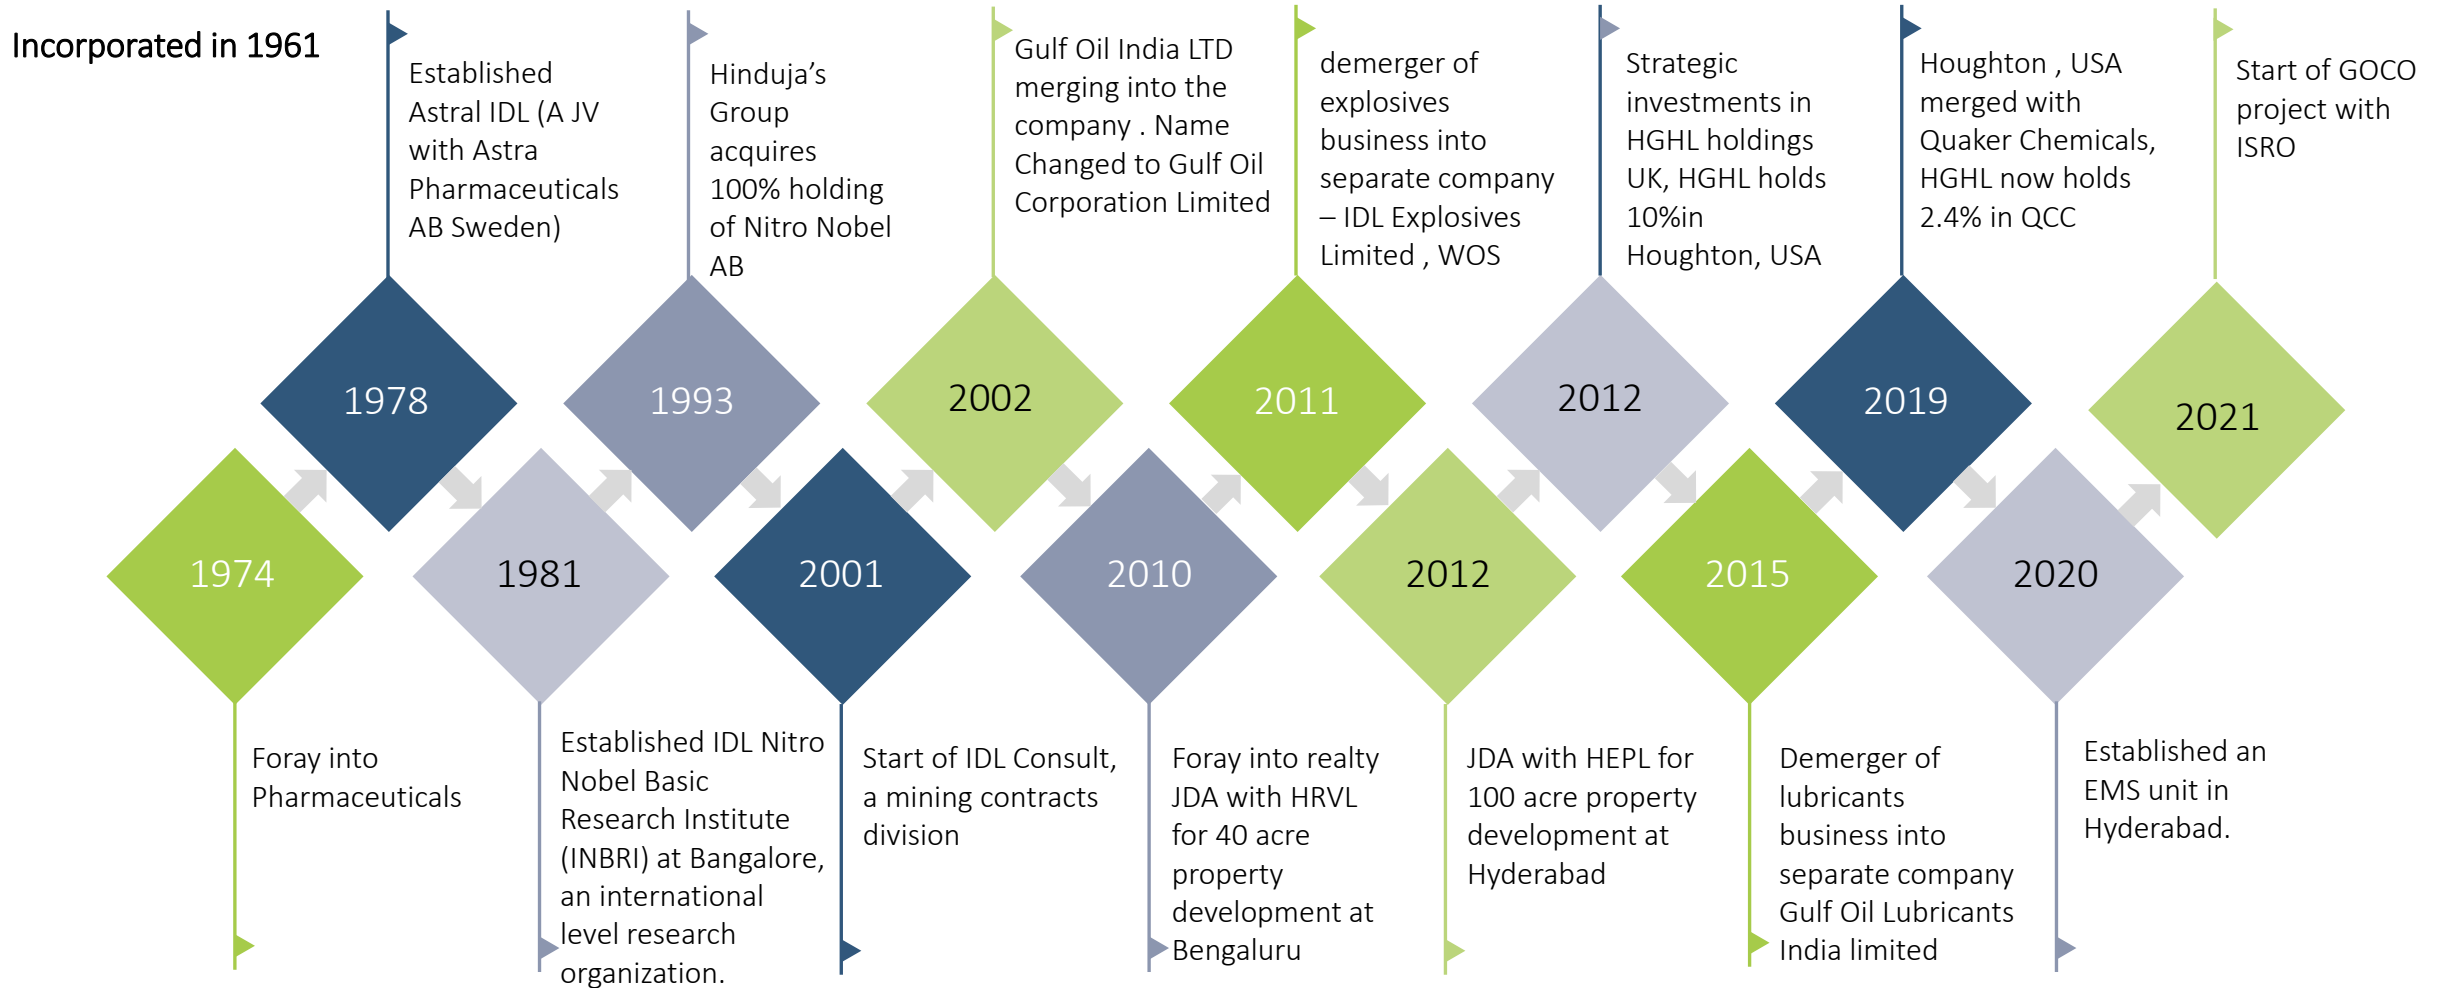 Incorporated in 1961
Established
Astral IDL (A JV
with Astra
Pharmaceuticals
AB Sweden)
Hinduja’s
Group
acquires
100% holding
of Nitro Nobel
AB
Gulf Oil India LTD
merging into the
company . Name
Changed to Gulf Oil
Corporation Limited
demerger of
explosives
business into
separate company
– IDL Explosives
Limited , WOS
Strategic
investments in
HGHL holdings
UK, HGHL holds
10%in
Houghton, USA
Houghton , USA
merged with
Quaker Chemicals,
HGHL now holds
2.4% in QCC
Start of GOCO
project with
ISRO
1978
1993
2002
2011
2012
2019
2021
1974
1981
2001
2010
2012
2015
2020
Foray into
Pharmaceuticals
Established IDL Nitro
Nobel Basic
Research Institute
(INBRI) at Bangalore,
an international
level research
organization.
Start of IDL Consult,
a mining contracts
division
Foray into realty
JDA with HRVL
for 40 acre
property
development at
Bengaluru
JDA with HEPL for
100 acre property
development at
Hyderabad
Demerger of
lubricants
business into
separate company
Gulf Oil Lubricants
India limited
Established an
EMS unit in
Hyderabad.